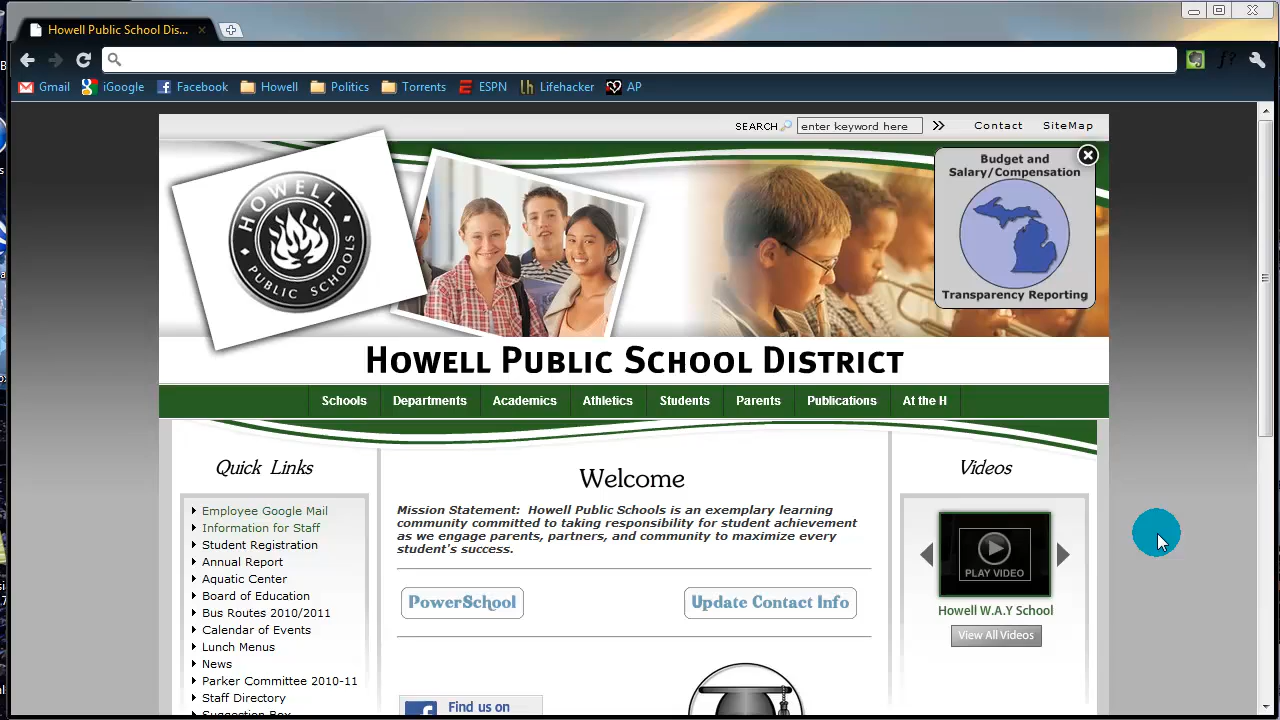 Howell Public School Dis...
Gmail iGoogle Facebook Howell Politics Torrents ESPN Lifehacker AP
SEARCH enter keyword here Contact SiteMap
HOWELL
PUBLIC SCHOOLS
Budget and
Salary/Compensation
Transparency Reporting
HOWELL PUBLIC SCHOOL DISTRICT
Schools Departments Academics Athletics Students Parents Publications At the H
Quick Links
Employee Google Mail
Information for Staff
Student Registration
Annual Report
Aquatic Center
Board of Education
Bus Routes 2010/2011
Calendar of Events
Lunch Menus
News
Parker Committee 2010-11
Staff Directory
Suggestion Box
Welcome
Mission Statement: Howell Public Schools is an exemplary learning
community committed to taking responsibility for student achievement
as we engage parents, partners, and community to maximize every
student's success.
PowerSchool Update Contact Info
Find us on
Videos
PLAY VIDEO
Howell W.A.Y School
View All Videos